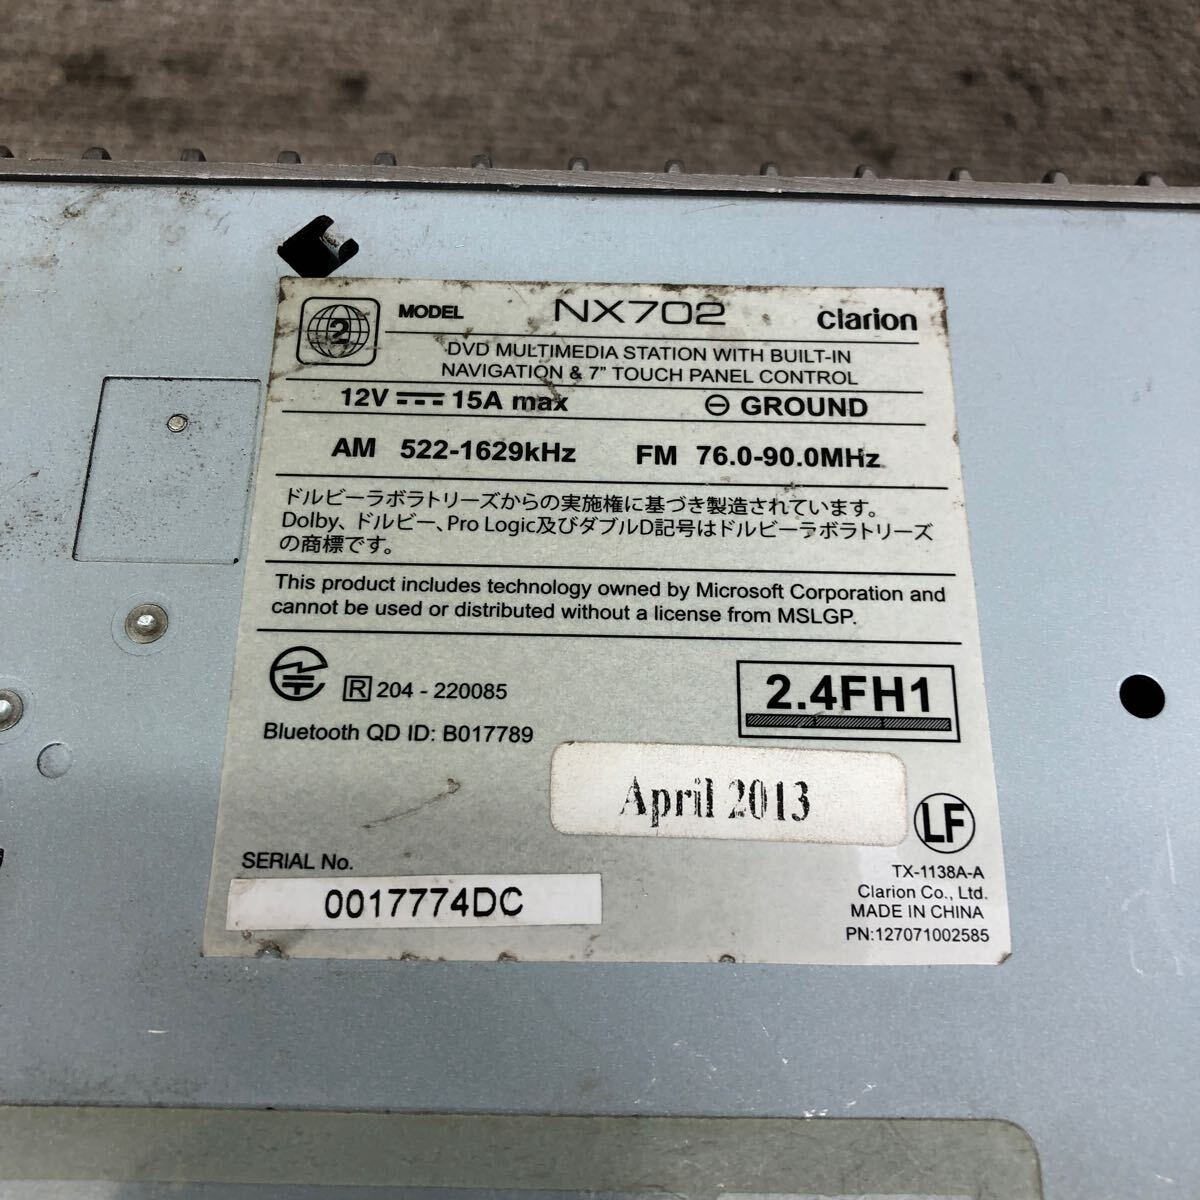 2
MODEL NX702 clarion
DVD MULTIMEDIA STATION WITH BUILT-IN
NAVIGATION & 7" TOUCH PANEL CONTROL
12V 15A max ⊖ GROUND
AM 522-1629kHz FM 76.0-90.0MHz
ドルビーラボラトリーズからの実施権に基づき製造されています。
Dolby、ドルビー、Pro Logic及びダブルD記号はドルビーラボラトリーズ
の商標です。
This product includes technology owned by Microsoft Corporation and
cannot be used or distributed without a license from MSLGP.
R 204 - 220085
2.4FH1
Bluetooth QD ID: B017789
April 2013
LF
SERIAL No.
0017774DC
TX-1138A-A
Clarion Co., Ltd.
MADE IN CHINA
PN:127071002585